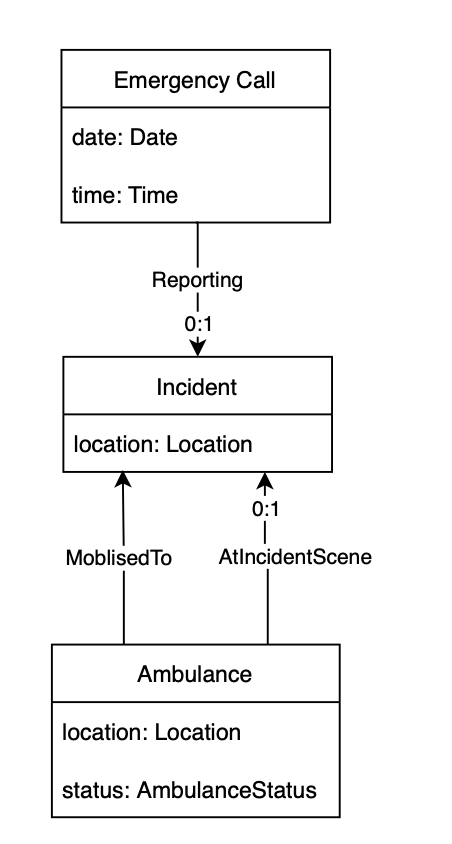 Emergency Call
date: Date
time: Time
Reporting
0:1
Incident
location: Location
0:1
MoblisedTo
AtIncidentScene
Ambulance
location: Location
status: AmbulanceStatus